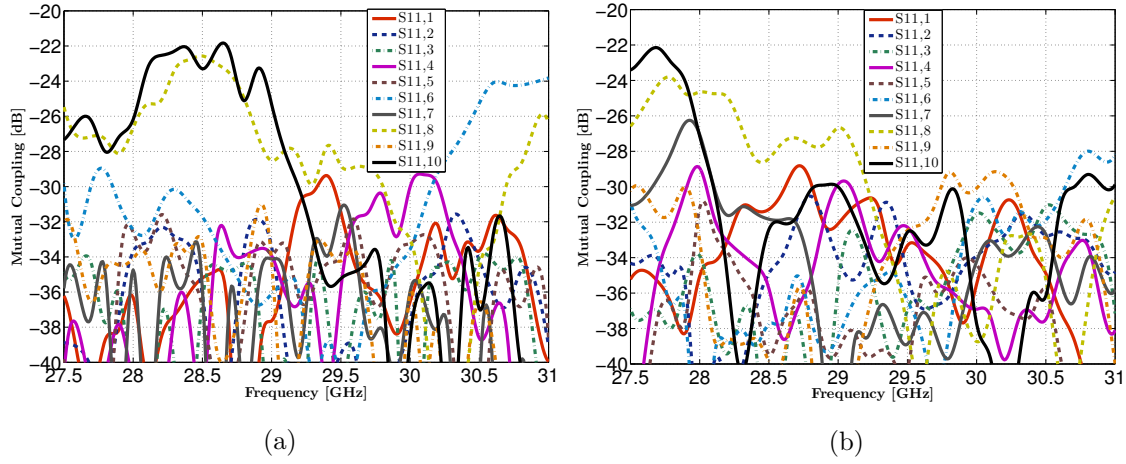 −20
−22
−24
−26
−28
−30
−32
−34
−36
−38
−40
Mutual Coupling [dB]
27.5 28 28.5 29 29.5 30 30.5 31
Frequency [GHz]
S11,1
S11,2
S11,3
S11,4
S11,5
S11,6
S11,7
S11,8
S11,9
S11,10
(a)
−20
−22
−24
−26
−28
−30
−32
−34
−36
−38
−40
Mutual Coupling [dB]
27.5 28 28.5 29 29.5 30 30.5 31
Frequency [GHz]
S11,1
S11,2
S11,3
S11,4
S11,5
S11,6
S11,7
S11,8
S11,9
S11,10
(b)